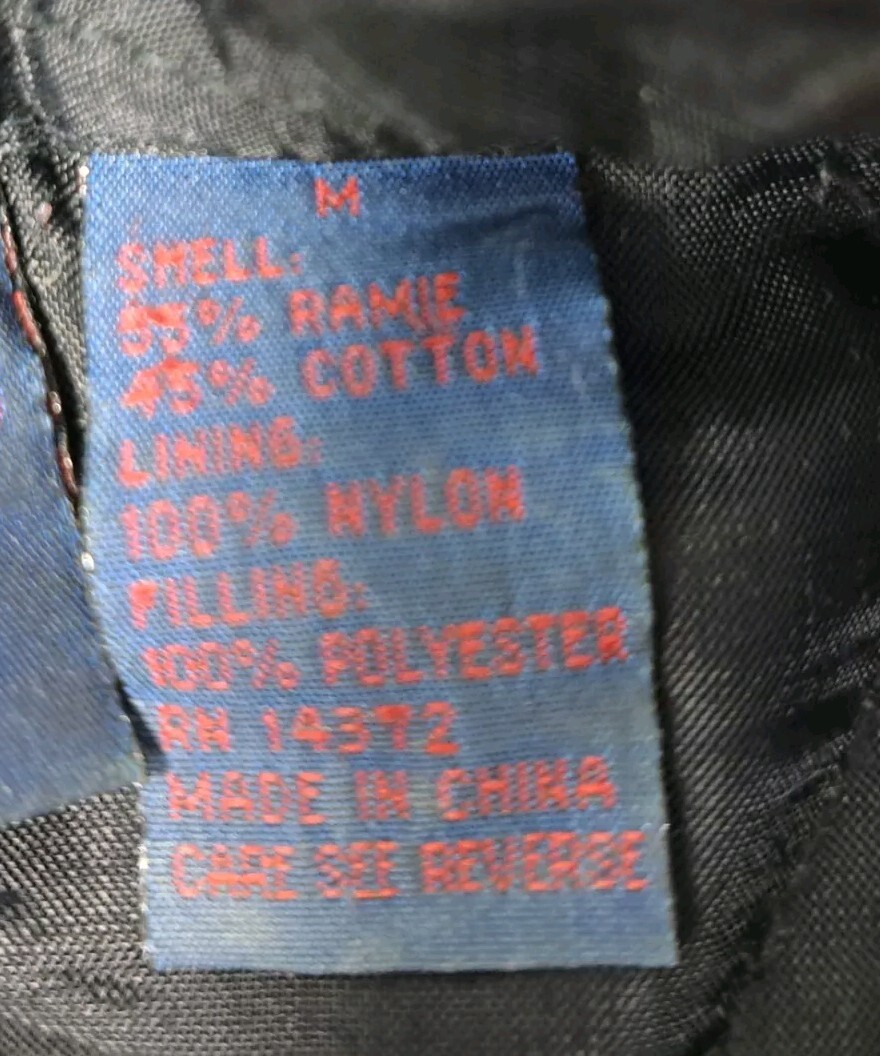 M
SHELL:
55% RAMIE
45% COTTON
LINING:
100% NYLON
FILLING:
100% POLYESTER
RN 14372
MADE IN CHINA
CARE SEE REVERSE